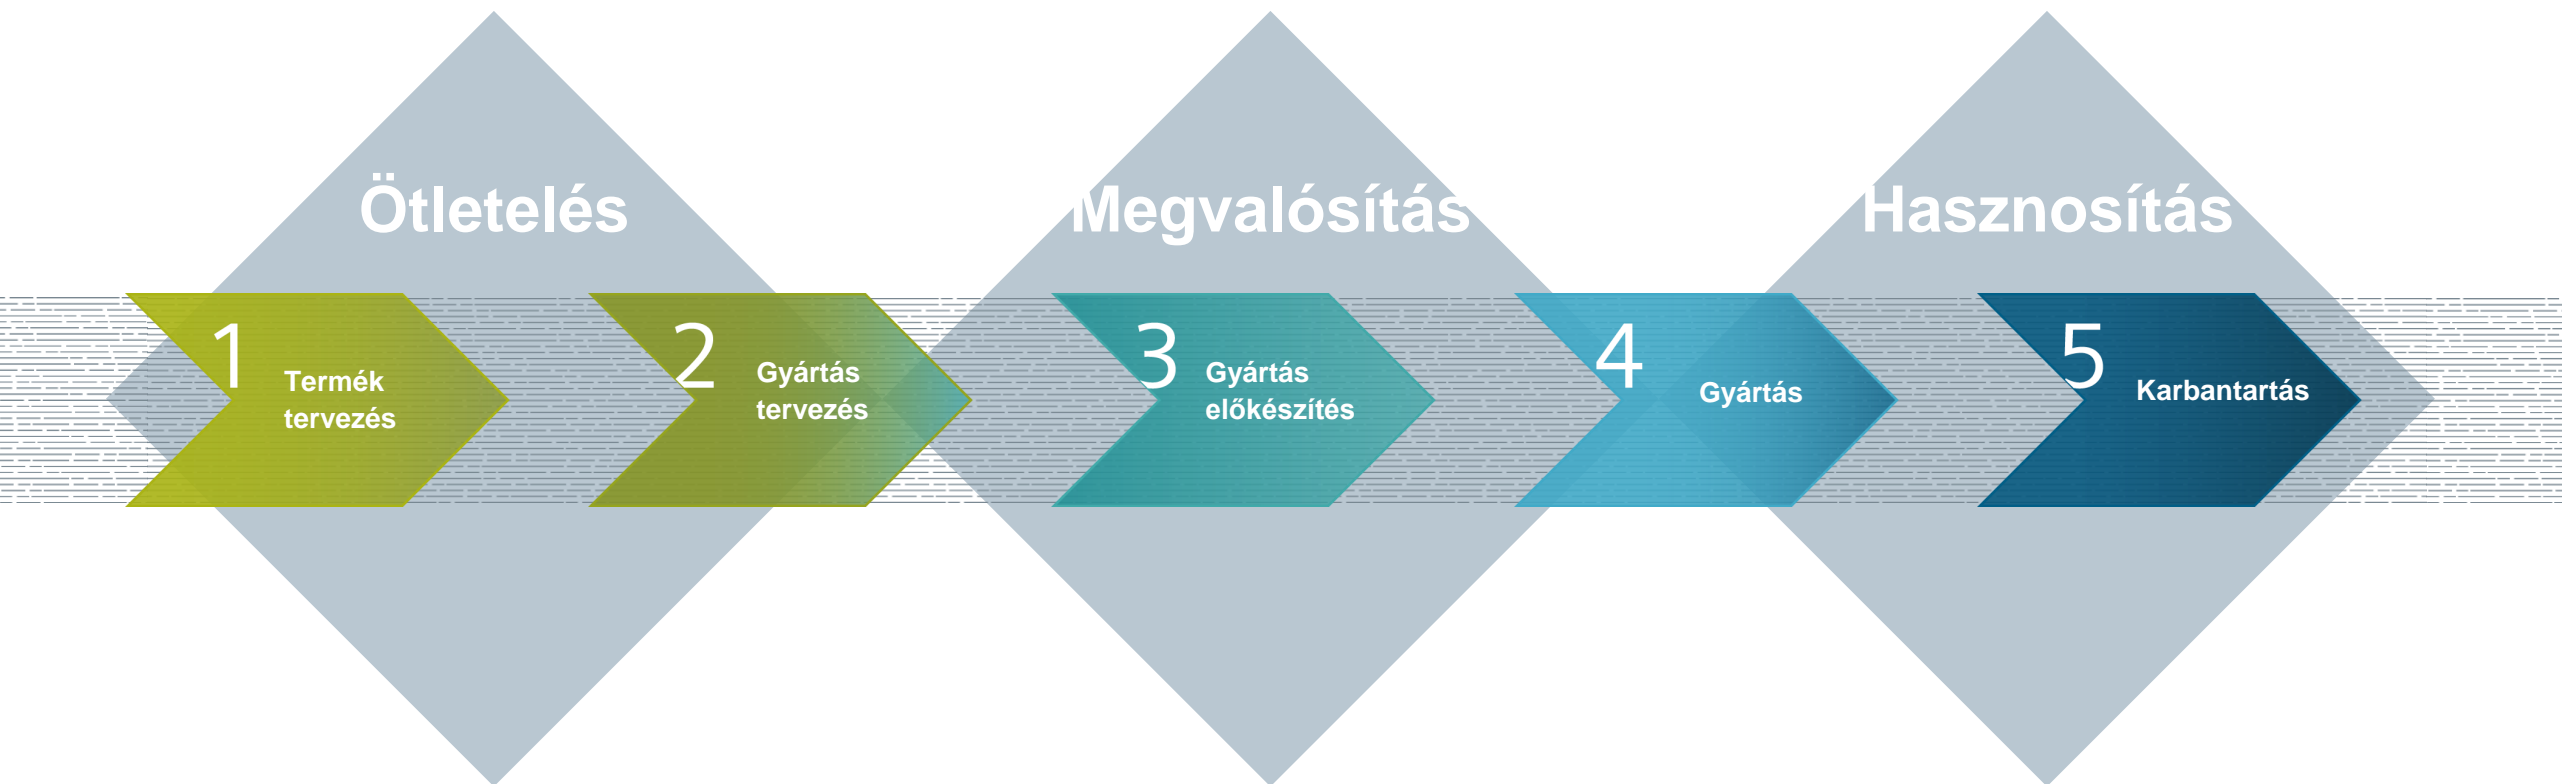 Ötletelés
Megvalósítás
Hasznosítás
1
Termék
tervezés
2
Gyártás
tervezés
3
Gyártás
előkészítés
4
Gyártás
5
Karbantartás